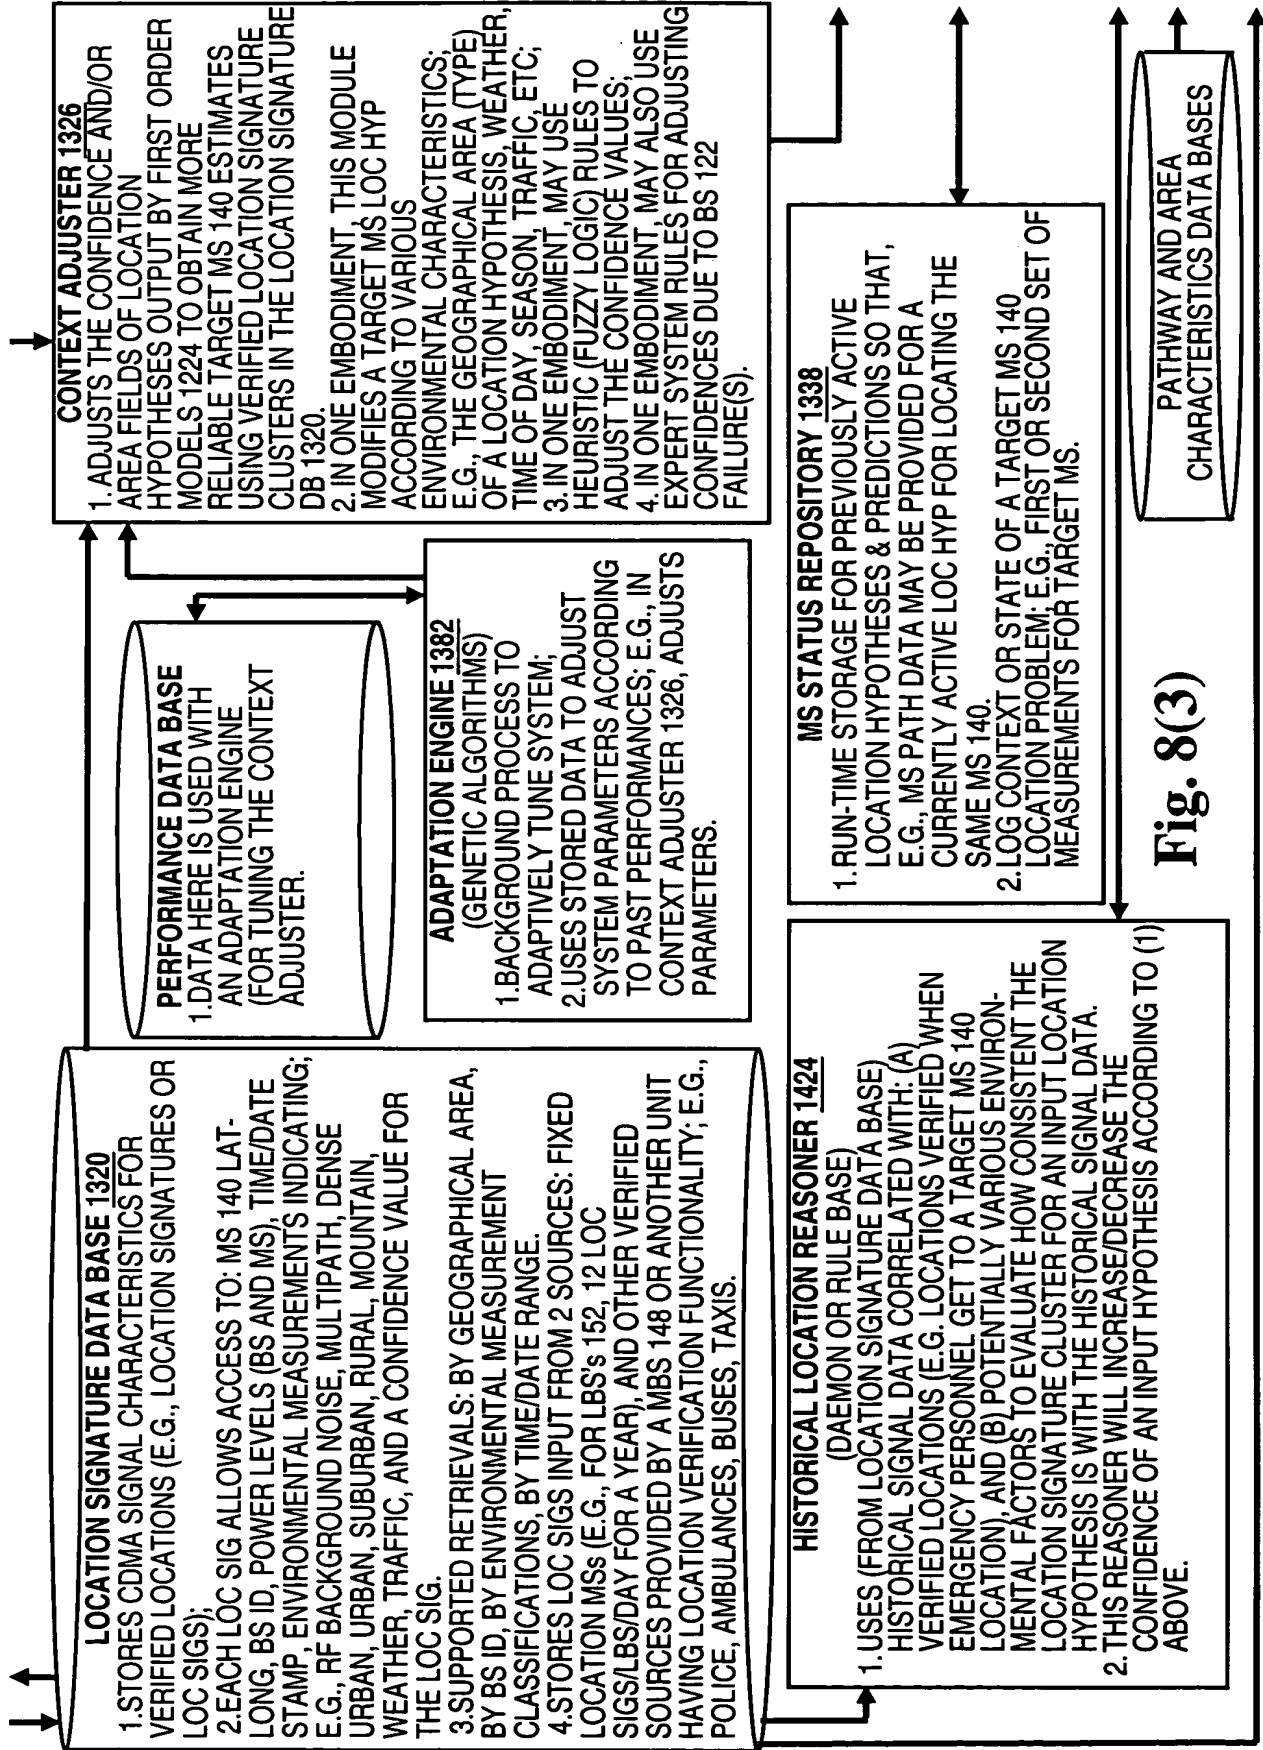 LOCATION SIGNATURE DATA BASE 1320
1.STORES CDMA SIGNAL CHARACTERISTICS FOR
VERIFIED LOCATIONS (E.G., LOCATION SIGNATURES OR
LOC SIGS);
2.EACH LOC SIG ALLOWS ACCESS TO: MS 140 LAT-
LONG, BS ID, POWER LEVELS (BS AND MS), TIME/DATE
STAMP, ENVIRONMENTAL MEASUREMENTS INDICATING;
E.G., RF BACKGROUND NOISE, MULTIPATH, DENSE
URBAN, URBAN, SUBURBAN, RURAL, MOUNTAIN,
WEATHER, TRAFFIC, AND A CONFIDENCE VALUE FOR
THE LOC SIG.
3.SUPPORTED RETRIEVALS: BY GEOGRAPHICAL AREA,
BY BS ID, BY ENVIRONMENTAL MEASUREMENT
CLASSIFICATIONS, BY TIME/DATE RANGE.
4.STORES LOC SIGS INPUT FROM 2 SOURCES: FIXED
LOCATION MSs (E.G., FOR LBS's 152, 12 LOC
SIGS/LBS/DAY FOR A YEAR), AND OTHER VERIFIED
SOURCES PROVIDED BY A MBS 148 OR ANOTHER UNIT
HAVING LOCATION VERIFICATION FUNCTIONALITY; E.G.,
POLICE, AMBULANCES, BUSES, TAXIS.
PERFORMANCE DATA BASE
1.DATA HERE IS USED WITH
AN ADAPTATION ENGINE
(FOR TUNING THE CONTEXT
ADJUSTER.
ADAPTATION ENGINE 1382
(GENETIC ALGORITHMS)
1.BACKGROUND PROCESS TO
ADAPTIVELY TUNE SYSTEM;
2.USES STORED DATA TO ADJUST
SYSTEM PARAMETERS ACCORDING
TO PAST PERFORMANCES; E.G., IN
CONTEXT ADJUSTER 1326, ADJUSTS
PARAMETERS.
CONTEXT ADJUSTER 1326
1. ADJUSTS THE CONFIDENCE AND/OR
AREA FIELDS OF LOCATION
HYPOTHESES OUTPUT BY FIRST ORDER
MODELS 1224 TO OBTAIN MORE
RELIABLE TARGET MS 140 ESTIMATES
USING VERIFIED LOCATION SIGNATURE
CLUSTERS IN THE LOCATION SIGNATURE
DB 1320.
2. IN ONE EMBODIMENT, THIS MODULE
MODIFIES A TARGET MS LOC HYP
ACCORDING TO VARIOUS
ENVIRONMENTAL CHARACTERISTICS;
E.G., THE GEOGRAPHICAL AREA (TYPE)
OF A LOCATION HYPOTHESIS, WEATHER,
TIME OF DAY, SEASON, TRAFFIC, ETC;
3. IN ONE EMBODIMENT, MAY USE
HEURISTIC (FUZZY LOGIC) RULES TO
ADJUST THE CONFIDENCE VALUES;
4. IN ONE EMBODIMENT, MAY ALSO USE
EXPERT SYSTEM RULES FOR ADJUSTING
CONFIDENCES DUE TO BS 122
FAILURE(S).
HISTORICAL LOCATION REASONER 1424
(DAEMON OR RULE BASE)
1. USES (FROM LOCATION SIGNATURE DATA BASE)
HISTORICAL SIGNAL DATA CORRELATED WITH: (A)
VERIFIED LOCATIONS (E.G. LOCATIONS VERIFIED WHEN
EMERGENCY PERSONNEL GET TO A TARGET MS 140
LOCATION), AND (B) POTENTIALLY VARIOUS ENVIRON-
MENTAL FACTORS TO EVALUATE HOW CONSISTENT THE
LOCATION SIGNATURE CLUSTER FOR AN INPUT LOCATION
HYPOTHESIS IS WITH THE HISTORICAL SIGNAL DATA.
2. THIS REASONER WILL INCREASE/DECREASE THE
CONFIDENCE OF AN INPUT HYPOTHESIS ACCORDING TO (1)
ABOVE.
MS STATUS REPOSITORY 1338
1. RUN-TIME STORAGE FOR PREVIOUSLY ACTIVE
LOCATION HYPOTHESES & PREDICTIONS SO THAT,
E.G., MS PATH DATA MAY BE PROVIDED FOR A
CURRENTLY ACTIVE LOC HYP FOR LOCATING THE
SAME MS 140.
2. LOG CONTEXT OR STATE OF A TARGET MS 140
LOCATION PROBLEM; E.G., FIRST OR SECOND SET OF
MEASUREMENTS FOR TARGET MS.
PATHWAY AND AREA
CHARACTERISTICS DATA BASES
Fig. 8(3)